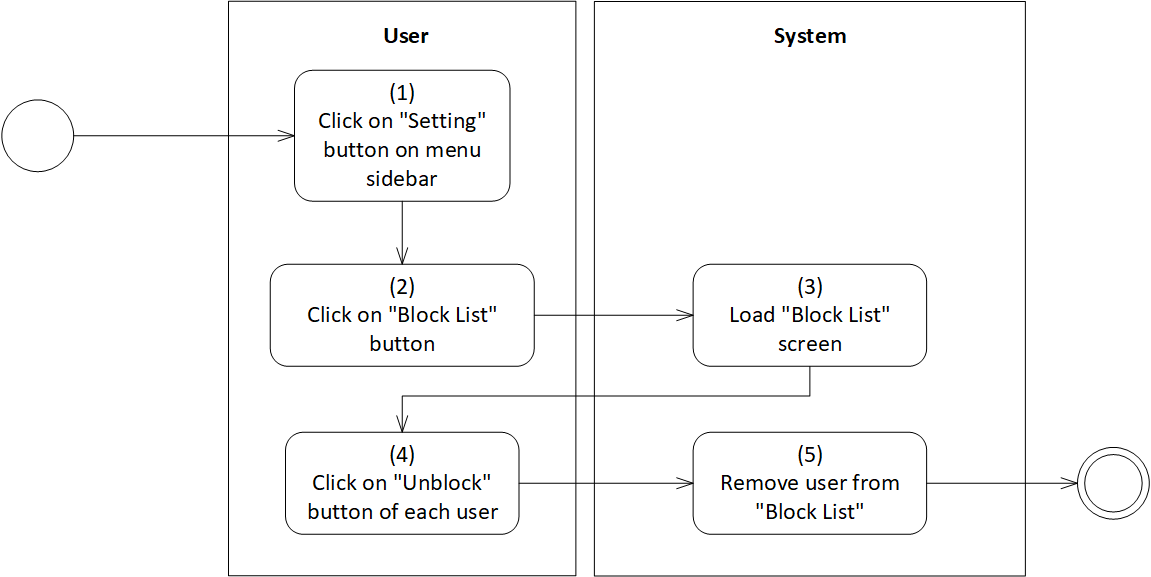 User
System
(1)
Click on "Setting"
button on menu
sidebar
(2)
Click on "Block List"
button
(3)
Load "Block List"
screen
(4)
Click on "Unblock"
button of each user
(5)
Remove user from
"Block List"